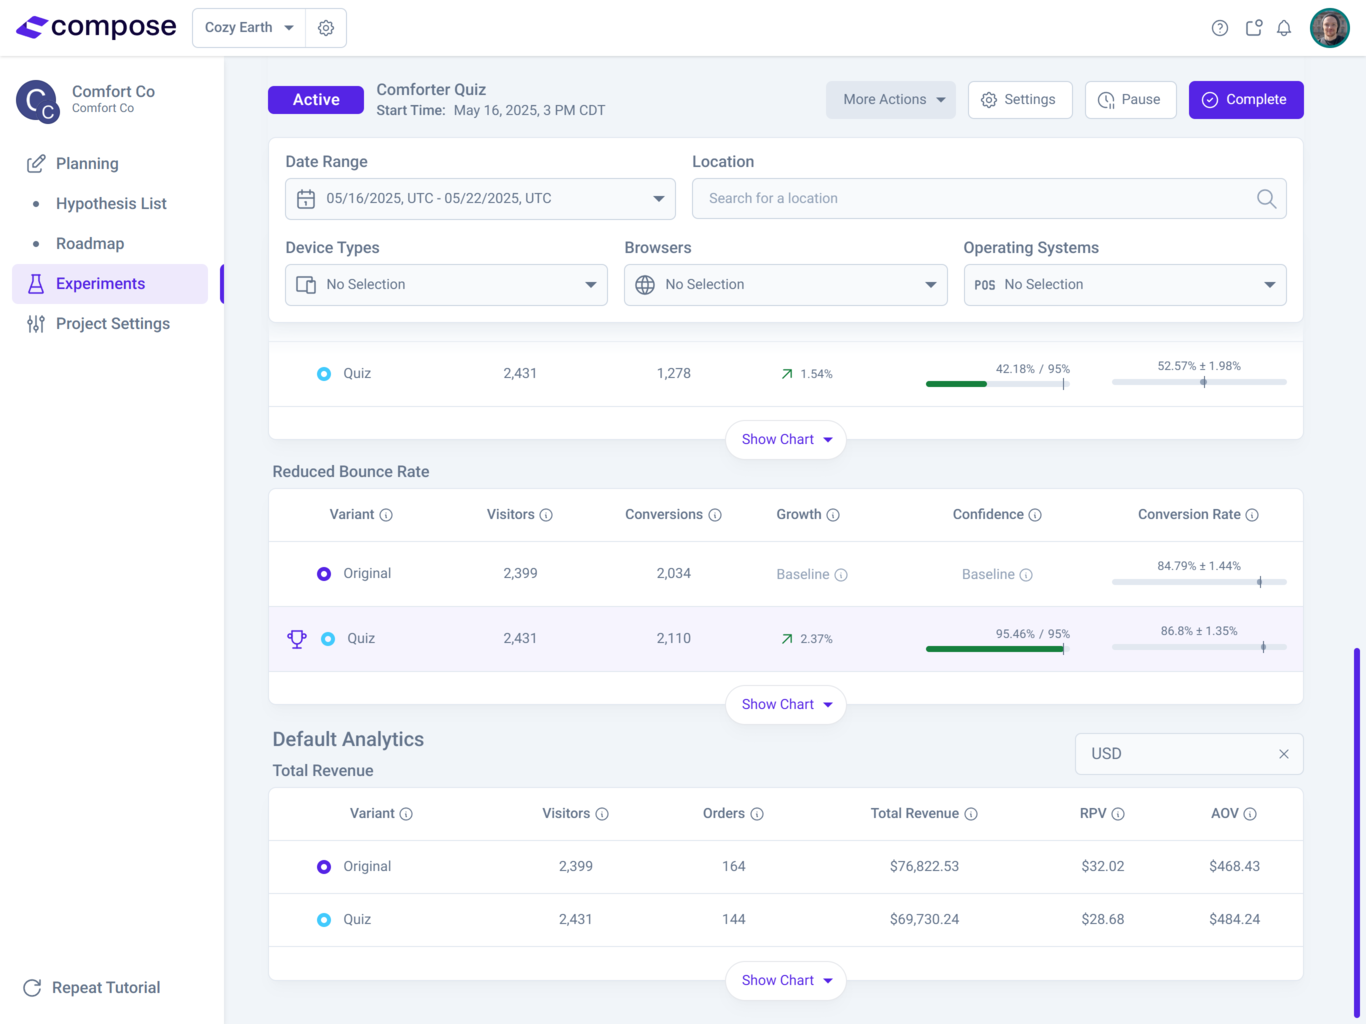 compose
Cozy Earth
Comfort Co
Comfort Co
Planning
Hypothesis List
Roadmap
Experiments
Project Settings
Repeat Tutorial
Active
Comforter Quiz
Start Time: May 16, 2025, 3 PM CDT
More Actions
Settings
Pause
Complete
Date Range
05/16/2025, UTC - 05/22/2025, UTC
Location
Search for a location
Device Types
No Selection
Browsers
No Selection
Operating Systems
POS No Selection
Quiz 2,431 1,278 1.54% 42.18% / 95% 52.57% ± 1.98%
Show Chart
Reduced Bounce Rate
Variant Visitors Conversions Growth Confidence Conversion Rate
Original 2,399 2,034 Baseline Baseline 84.79% ± 1.44%
Quiz 2,431 2,110 2.37% 95.46% / 95% 86.8% ± 1.35%
Show Chart
Default Analytics
USD
Total Revenue
Variant Visitors Orders Total Revenue RPV AOV
Original 2,399 164 $76,822.53 $32.02 $468.43
Quiz 2,431 144 $69,730.24 $28.68 $484.24
Show Chart